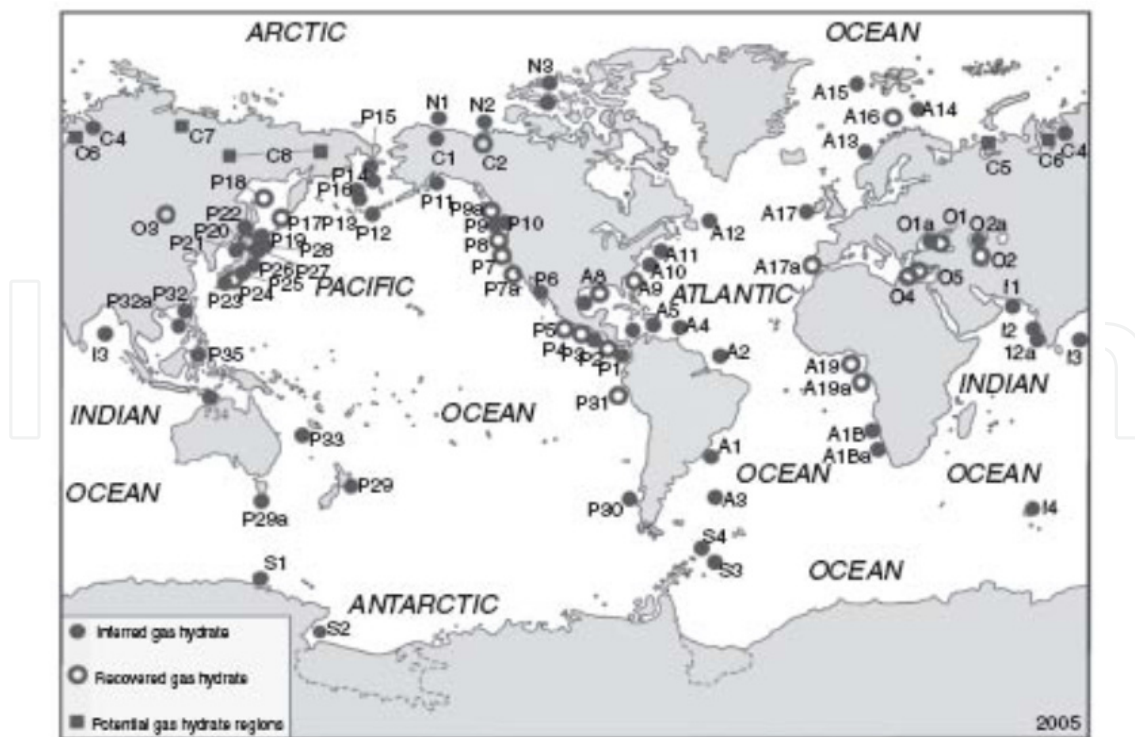 ARCTIC OCEAN
N3
A15
A14
N1 N2
P15
A16
C4 C7
C6
C8
C1 C2
A13
C5 C6 C4
P14
P16
P18
P11
P9a
P17 P13 P12
P9 P10
A17
A12
O3
P22
P20
P21
P19
P28
P8
O1a O1 O2a
A11
A10
P7
A17a
O2
P26 P27
P25
P24
P23
PACIFIC
P7a P6
A8 A9
ATLANTIC
O4 O5
I1
P32a P32
A5 A4
I2
I2a
I3
I3
P35
P5
P4 P3 P2 P1
A2
A19
A19a
INDIAN
P34
INDIAN
OCEAN
P31
P33
A1B
A1Ba
A1
OCEAN
P29
P29a
OCEAN
OCEAN
P30
A3
I4
S4
S3
S1
OCEAN
ANTARCTIC
S2
Inferred gas hydrate
Recovered gas hydrate
Potential gas hydrate regions
2005